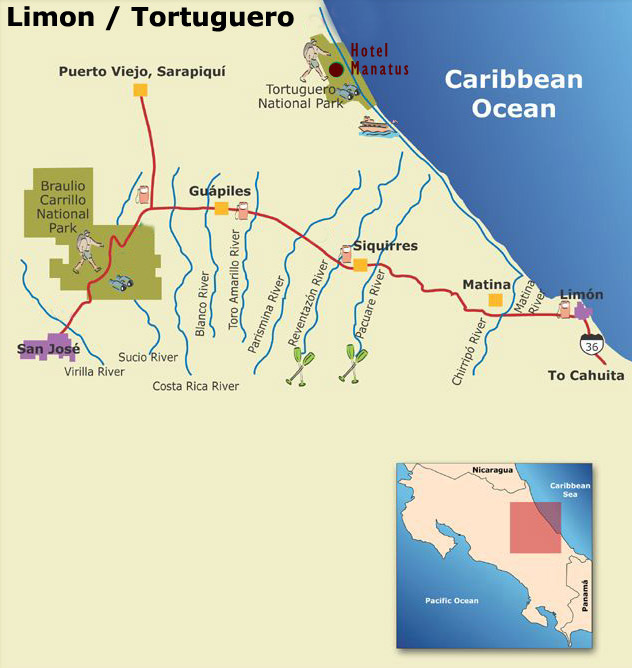 Limon / Tortuguero
Hotel
Manatus
Puerto Viejo, Sarapiquí
Tortuguero
National Park
Caribbean
Ocean
Braulio
Carrillo
National
Park
Guápiles
Siquirres
Matina
Limón
San José
Virilla River
Sucio River
Costa Rica River
Blanco River
Toro Amarillo River
Parismina River
Reventazón River
Pacuare River
Chirripó River
Matina
River
36
To Cahuita
Nicaragua
Caribbean
Sea
Pacific Ocean
Panamá